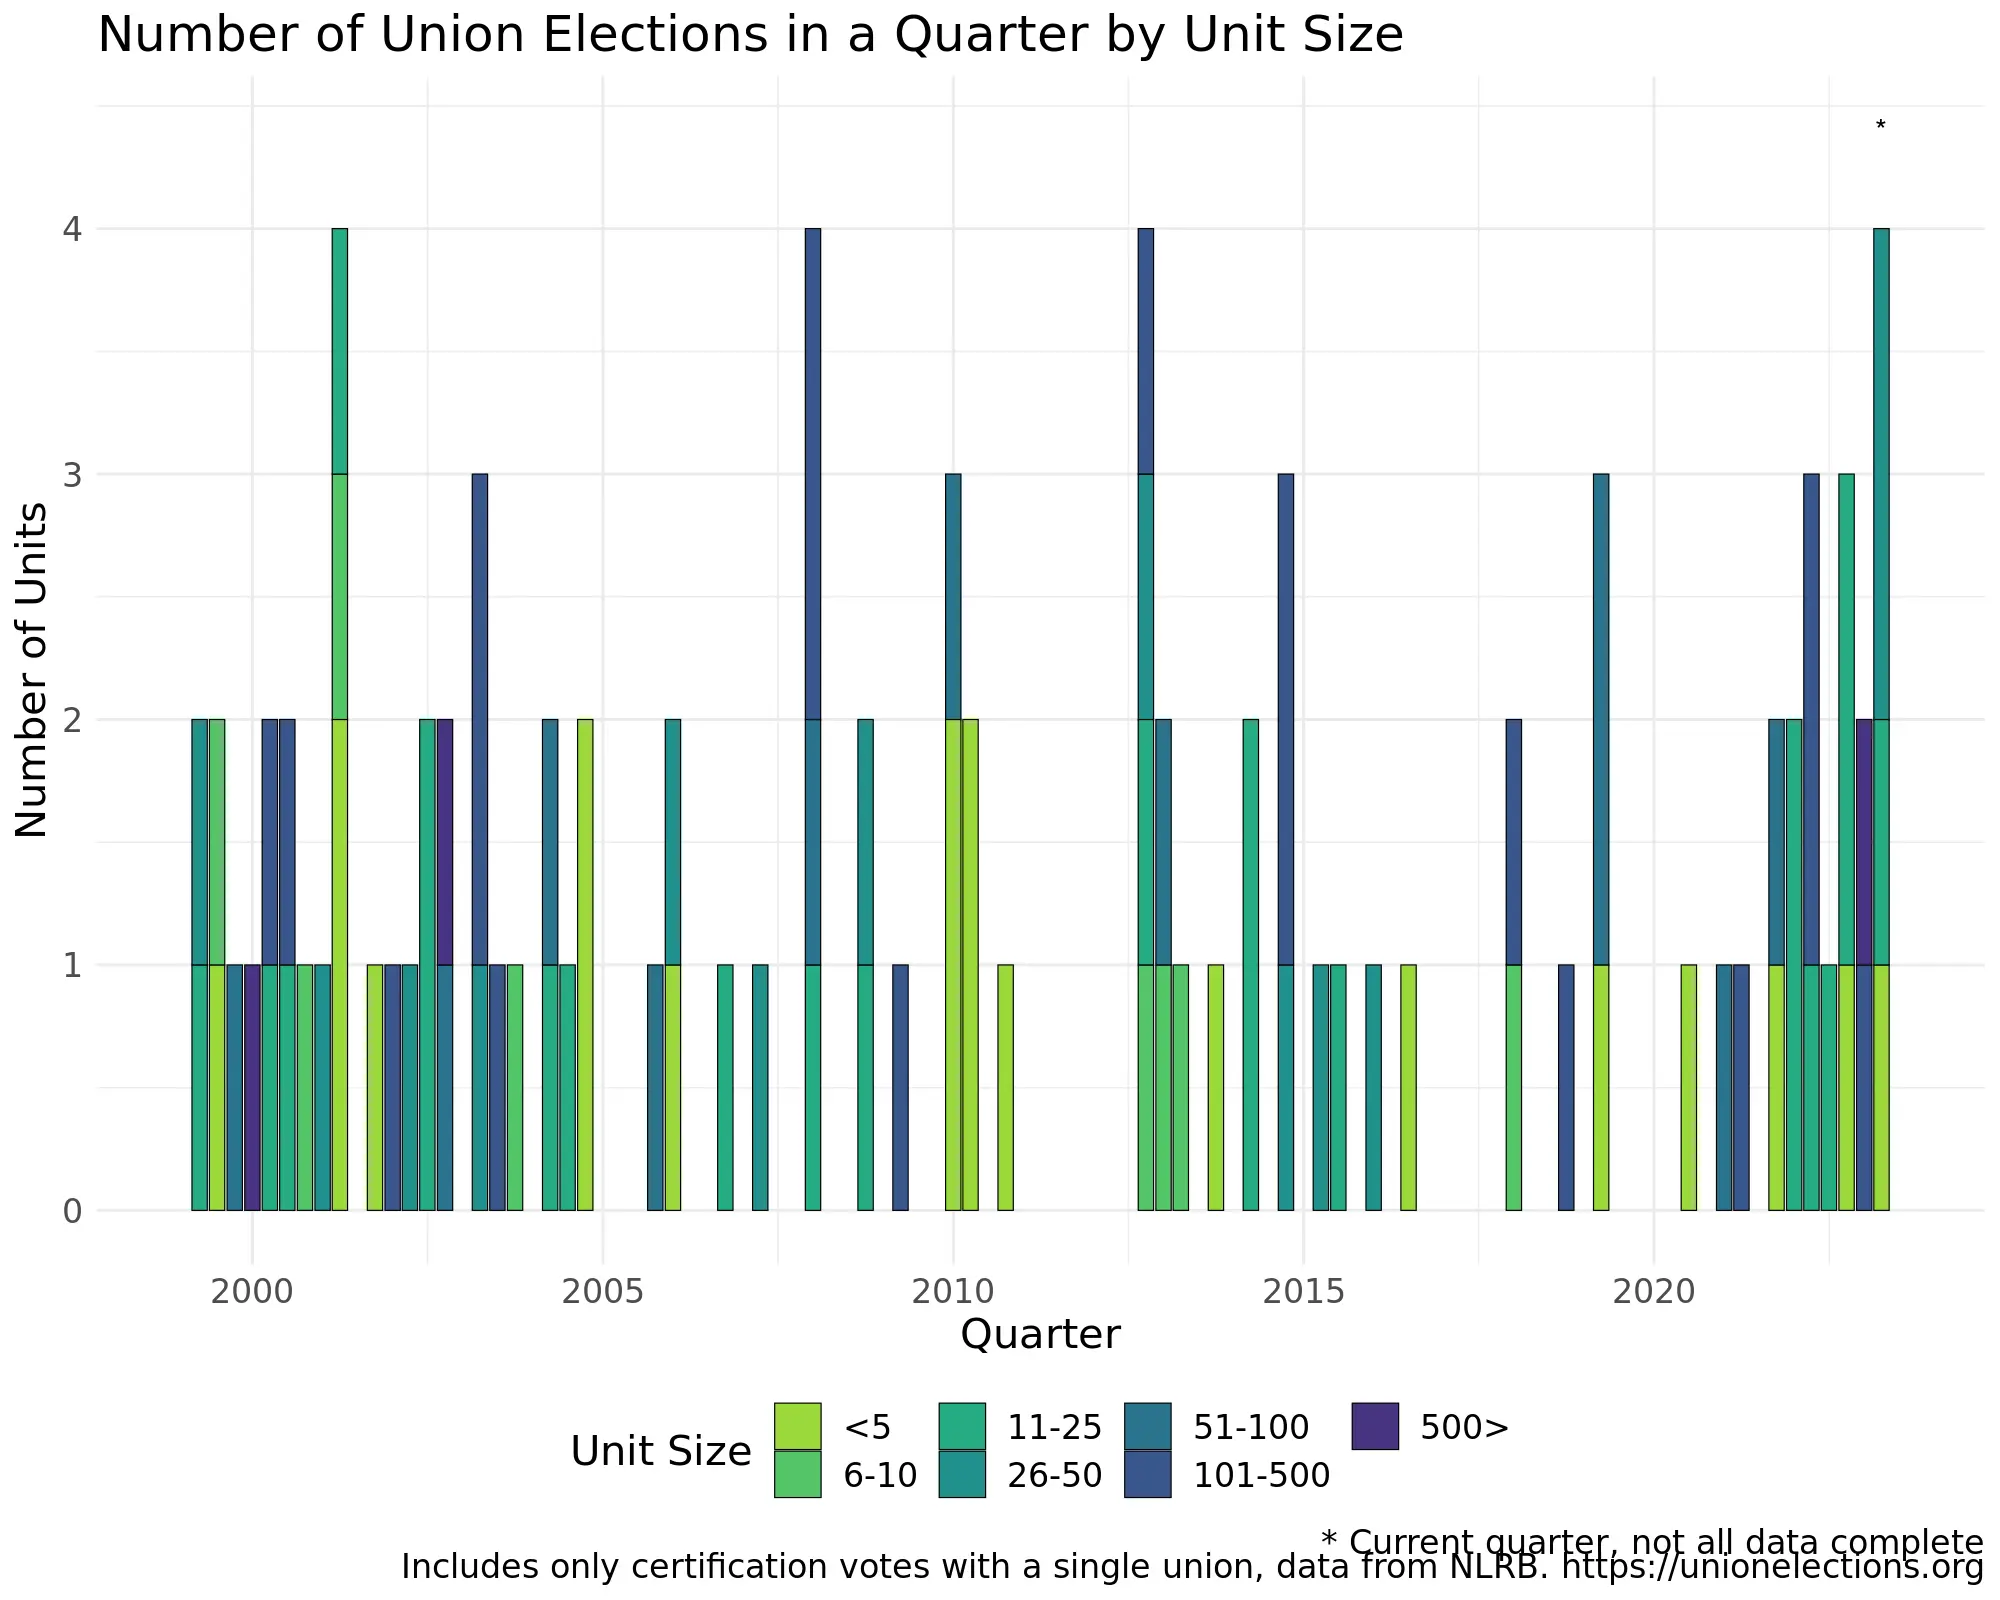 Number of Union Elections in a Quarter by Unit Size
*
4
3
2
1
0
Number of Units
2000 2005 2010 2015 2020
Quarter
Unit Size
<5 11-25 51-100 500>
6-10 26-50 101-500
* Current quarter, not all data complete
Includes only certification votes with a single union, data from NLRB. https://unionelections.org